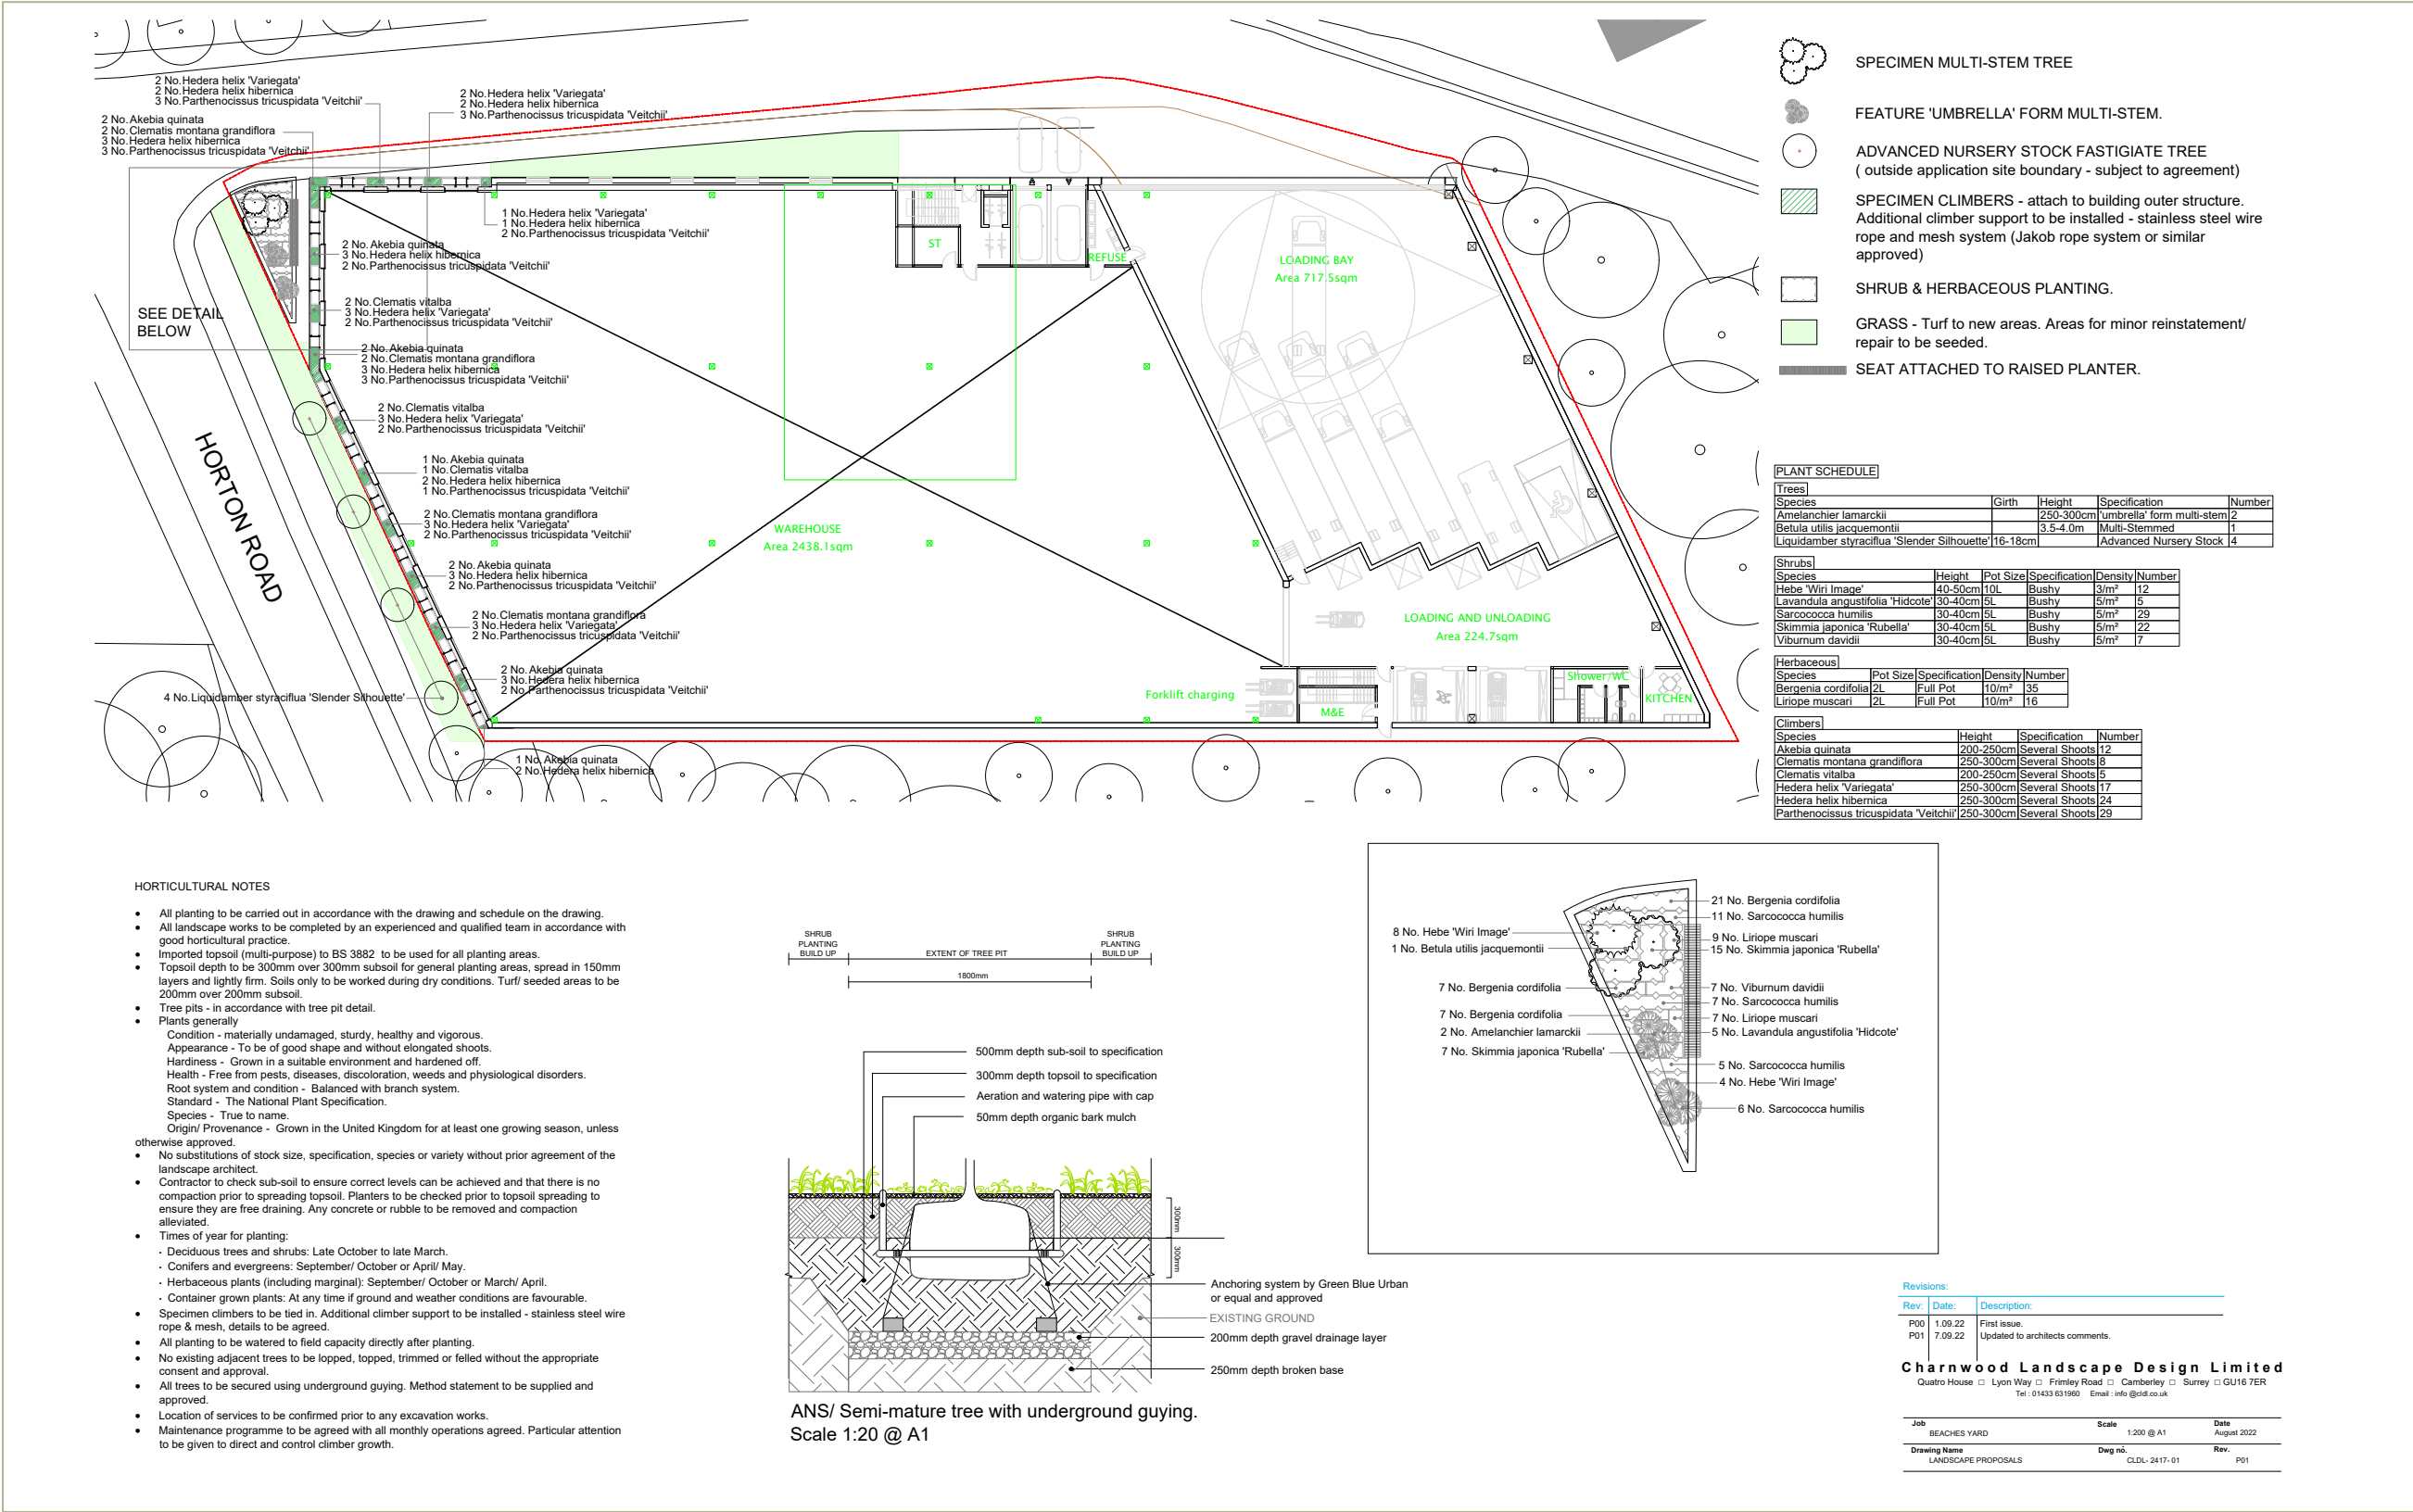 2 No.Hedera helix 'Variegata'
2 No.Hedera helix hibernica
3 No.Parthenocissus tricuspidata 'Veitchii'
2 No.Hedera helix 'Variegata'
2 No.Hedera helix hibernica
3 No.Parthenocissus tricuspidata 'Veitchii'
2 No.Akebia quinata
2 No.Clematis montana grandiflora
3 No.Hedera helix hibernica
3 No.Parthenocissus tricuspidata 'Veitchii'
1 No.Hedera helix 'Variegata'
1 No.Hedera helix hibernica
2 No.Parthenocissus tricuspidata 'Veitchii'
2 No.Akebia quinata
3 No.Hedera helix hibernica
2 No.Parthenocissus tricuspidata 'Veitchii'
SEE DETAIL
BELOW
2 No.Clematis vitalba
3 No.Hedera helix 'Variegata'
2 No.Parthenocissus tricuspidata 'Veitchii'
2 No.Akebia quinata
2 No.Clematis montana grandiflora
3 No.Hedera helix hibernica
3 No.Parthenocissus tricuspidata 'Veitchii'
2 No.Clematis vitalba
3 No.Hedera helix 'Variegata'
2 No.Parthenocissus tricuspidata 'Veitchii'
1 No.Akebia quinata
1 No.Clematis vitalba
2 No.Hedera helix hibernica
1 No.Parthenocissus tricuspidata 'Veitchii'
2 No.Clematis montana grandiflora
3 No.Hedera helix 'Variegata'
2 No.Parthenocissus tricuspidata 'Veitchii'
2 No.Akebia quinata
3 No.Hedera helix hibernica
2 No.Parthenocissus tricuspidata 'Veitchii'
2 No.Clematis montana grandiflora
3 No.Hedera helix 'Variegata'
2 No.Parthenocissus tricuspidata 'Veitchii'
2 No.Akebia quinata
3 No.Hedera helix hibernica
2 No.Parthenocissus tricuspidata 'Veitchii'
4 No.Liquidamber styraciflua 'Slender Silhouette'
1 No.Akebia quinata
2 No.Hedera helix hibernica
HORTON ROAD
ST
REFUSE
LOADING BAY
Area 717.5sqm
WAREHOUSE
Area 2438.1sqm
LOADING AND UNLOADING
Area 224.7sqm
Forklift charging
M&E
Shower/WC
KITCHEN
SPECIMEN MULTI-STEM TREE
FEATURE 'UMBRELLA' FORM MULTI-STEM.
ADVANCED NURSERY STOCK FASTIGIATE TREE
( outside application site boundary - subject to agreement)
SPECIMEN CLIMBERS - attach to building outer structure.
Additional climber support to be installed - stainless steel wire
rope and mesh system (Jakob rope system or similar
approved)
SHRUB & HERBACEOUS PLANTING.
GRASS - Turf to new areas. Areas for minor reinstatement/
repair to be seeded.
SEAT ATTACHED TO RAISED PLANTER.
PLANT SCHEDULE
Trees
Species Girth Height Specification Number
Amelanchier lamarckii 250-300cm 'umbrella' form multi-stem 2
Betula utilis jacquemontii 3.5-4.0m Multi-Stemmed 1
Liquidamber styraciflua 'Slender Silhouette' 16-18cm Advanced Nursery Stock 4
Shrubs
Species Height Pot Size Specification Density Number
Hebe 'Wiri Image' 40-50cm 10L Bushy 3/m² 12
Lavandula angustifolia 'Hidcote' 30-40cm 5L Bushy 5/m² 5
Sarcococca humilis 30-40cm 5L Bushy 5/m² 29
Skimmia japonica 'Rubella' 30-40cm 5L Bushy 5/m² 22
Viburnum davidii 30-40cm 5L Bushy 5/m² 7
Herbaceous
Species Pot Size Specification Density Number
Bergenia cordifolia 2L Full Pot 10/m² 35
Liriope muscari 2L Full Pot 10/m² 16
Climbers
Species Height Specification Number
Akebia quinata 200-250cm Several Shoots 12
Clematis montana grandiflora 250-300cm Several Shoots 8
Clematis vitalba 200-250cm Several Shoots 5
Hedera helix 'Variegata' 250-300cm Several Shoots 17
Hedera helix hibernica 250-300cm Several Shoots 24
Parthenocissus tricuspidata 'Veitchii' 250-300cm Several Shoots 29
HORTICULTURAL NOTES
• All planting to be carried out in accordance with the drawing and schedule on the drawing.
• All landscape works to be completed by an experienced and qualified team in accordance with
good horticultural practice.
• Imported topsoil (multi-purpose) to BS 3882 to be used for all planting areas.
• Topsoil depth to be 300mm over 300mm subsoil for general planting areas, spread in 150mm
layers and lightly firm. Soils only to be worked during dry conditions. Turf/ seeded areas to be
200mm over 200mm subsoil.
• Tree pits - in accordance with tree pit detail.
• Plants generally
Condition - materially undamaged, sturdy, healthy and vigorous.
Appearance - To be of good shape and without elongated shoots.
Hardiness - Grown in a suitable environment and hardened off.
Health - Free from pests, diseases, discoloration, weeds and physiological disorders.
Root system and condition - Balanced with branch system.
Standard - The National Plant Specification.
Species - True to name.
Origin/ Provenance - Grown in the United Kingdom for at least one growing season, unless
otherwise approved.
• No substitutions of stock size, specification, species or variety without prior agreement of the
landscape architect.
• Contractor to check sub-soil to ensure correct levels can be achieved and that there is no
compaction prior to spreading topsoil. Planters to be checked prior to topsoil spreading to
ensure they are free draining. Any concrete or rubble to be removed and compaction
alleviated.
• Times of year for planting:
- Deciduous trees and shrubs: Late October to late March.
- Conifers and evergreens: September/ October or April/ May.
- Herbaceous plants (including marginal): September/ October or March/ April.
- Container grown plants: At any time if ground and weather conditions are favourable.
• Specimen climbers to be tied in. Additional climber support to be installed - stainless steel wire
rope & mesh, details to be agreed.
• All planting to be watered to field capacity directly after planting.
• No existing adjacent trees to be lopped, topped, trimmed or felled without the appropriate
consent and approval.
• All trees to be secured using underground guying. Method statement to be supplied and
approved.
• Location of services to be confirmed prior to any excavation works.
• Maintenance programme to be agreed with all monthly operations agreed. Particular attention
to be given to direct and control climber growth.
SHRUB
PLANTING
BUILD UP
EXTENT OF TREE PIT
SHRUB
PLANTING
BUILD UP
1800mm
500mm depth sub-soil to specification
300mm depth topsoil to specification
Aeration and watering pipe with cap
50mm depth organic bark mulch
300mm
300mm
Anchoring system by Green Blue Urban
or equal and approved
EXISTING GROUND
200mm depth gravel drainage layer
250mm depth broken base
ANS/ Semi-mature tree with underground guying.
Scale 1:20 @ A1
8 No. Hebe 'Wiri Image'
1 No. Betula utilis jacquemontii
7 No. Bergenia cordifolia
7 No. Bergenia cordifolia
2 No. Amelanchier lamarckii
7 No. Skimmia japonica 'Rubella'
21 No. Bergenia cordifolia
11 No. Sarcococca humilis
9 No. Liriope muscari
15 No. Skimmia japonica 'Rubella'
7 No. Viburnum davidii
7 No. Sarcococca humilis
7 No. Liriope muscari
5 No. Lavandula angustifolia 'Hidcote'
5 No. Sarcococca humilis
4 No. Hebe 'Wiri Image'
6 No. Sarcococca humilis
Revisions:
Rev: Date: Description:
P00 1.09.22 First issue.
P01 7.09.22 Updated to architects comments.
Charnwood Landscape Design Limited
Quatro House □ Lyon Way □ Frimley Road □ Camberley □ Surrey □ GU16 7ER
Tel : 01433 631960 Email : info @cldl.co.uk
Job Scale Date
BEACHES YARD 1:200 @ A1 August 2022
Drawing Name Dwg no. Rev.
LANDSCAPE PROPOSALS CLDL- 2417- 01 P01